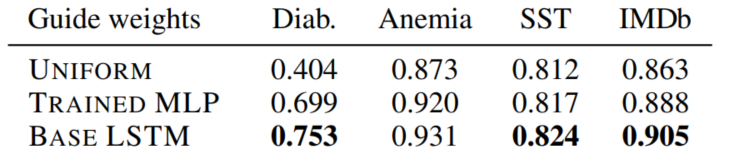 Guide weights Diab. Anemia SST IMDb
UNIFORM 0.404 0.873 0.812 0.863
TRAINED MLP 0.699 0.920 0.817 0.888
BASE LSTM 0.753 0.931 0.824 0.905